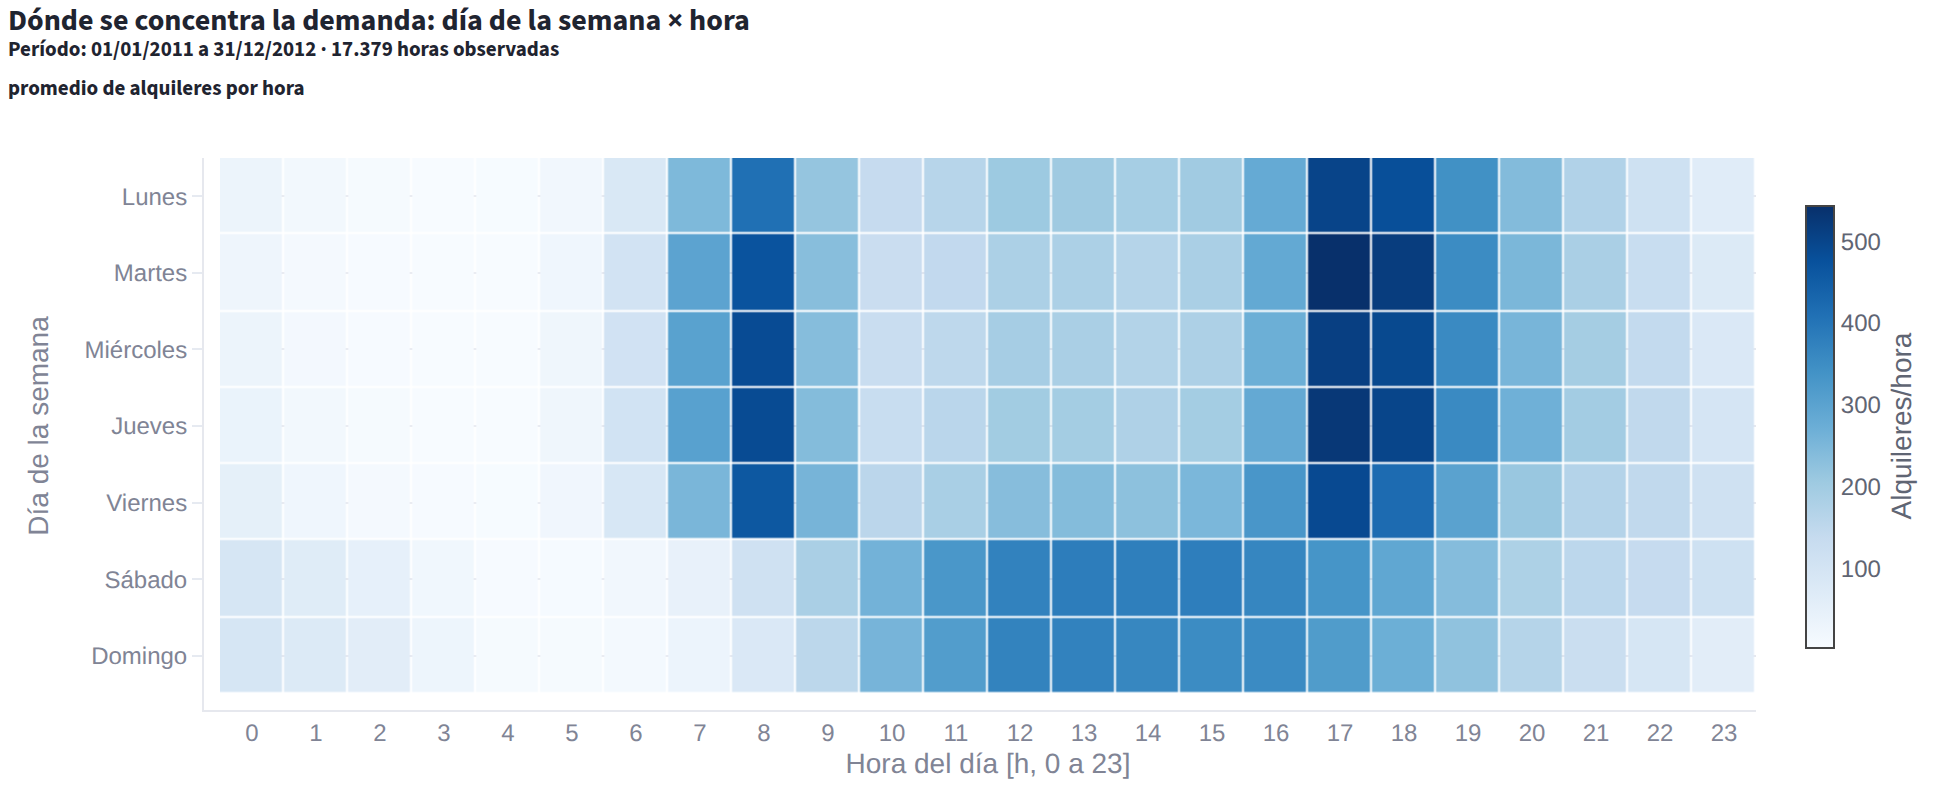 Dónde se concentra la demanda: día de la semana × hora
Período: 01/01/2011 a 31/12/2012 · 17.379 horas observadas
promedio de alquileres por hora
Día de la semana
Lunes
Martes
Miércoles
Jueves
Viernes
Sábado
Domingo
0 1 2 3 4 5 6 7 8 9 10 11 12 13 14 15 16 17 18 19 20 21 22 23
Hora del día [h, 0 a 23]
500
400
300
200
100
Alquileres/hora